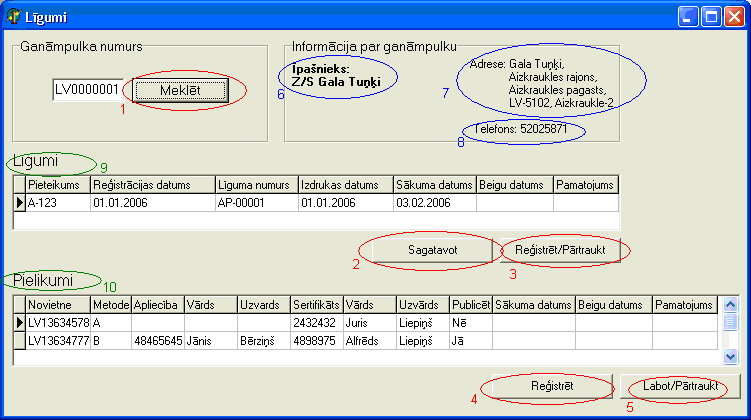 Līgumi
Ganāmpulka numurs
LV0000001
Meklēt
1
Informācija par ganāmpulku
Īpašnieks:
Z/S Gala Tuņķi
6
Adrese: Gala Tuņķi,
Aizkraukles rajons,
Aizkraukles pagasts,
LV-5102, Aizkraukle-2
7
Telefons: 52025871
8
Līgumi
9
Pieteikums Reģistrācijas datums Līguma numurs Izdrukas datums Sākuma datums Beigu datums Pamatojums
A-123 01.01.2006 AP-00001 01.01.2006 03.02.2006
2 Sagatavot
3 Reģistrēt/Pārtraukt
Pielikumi
10
Novietne Metode Apliecība Vārds Uzvards Sertifikāts Vārds Uzvārds Publicēt Sākuma datums Beigu datums Pamatojums
LV13634578 A 2432432 Juris Liepiņš Nē
LV13634777 B 48465645 Jānis Bērziņš 4898975 Alfrēds Liepiņš Jā
4 Reģistrēt
5 Labot/Pārtraukt